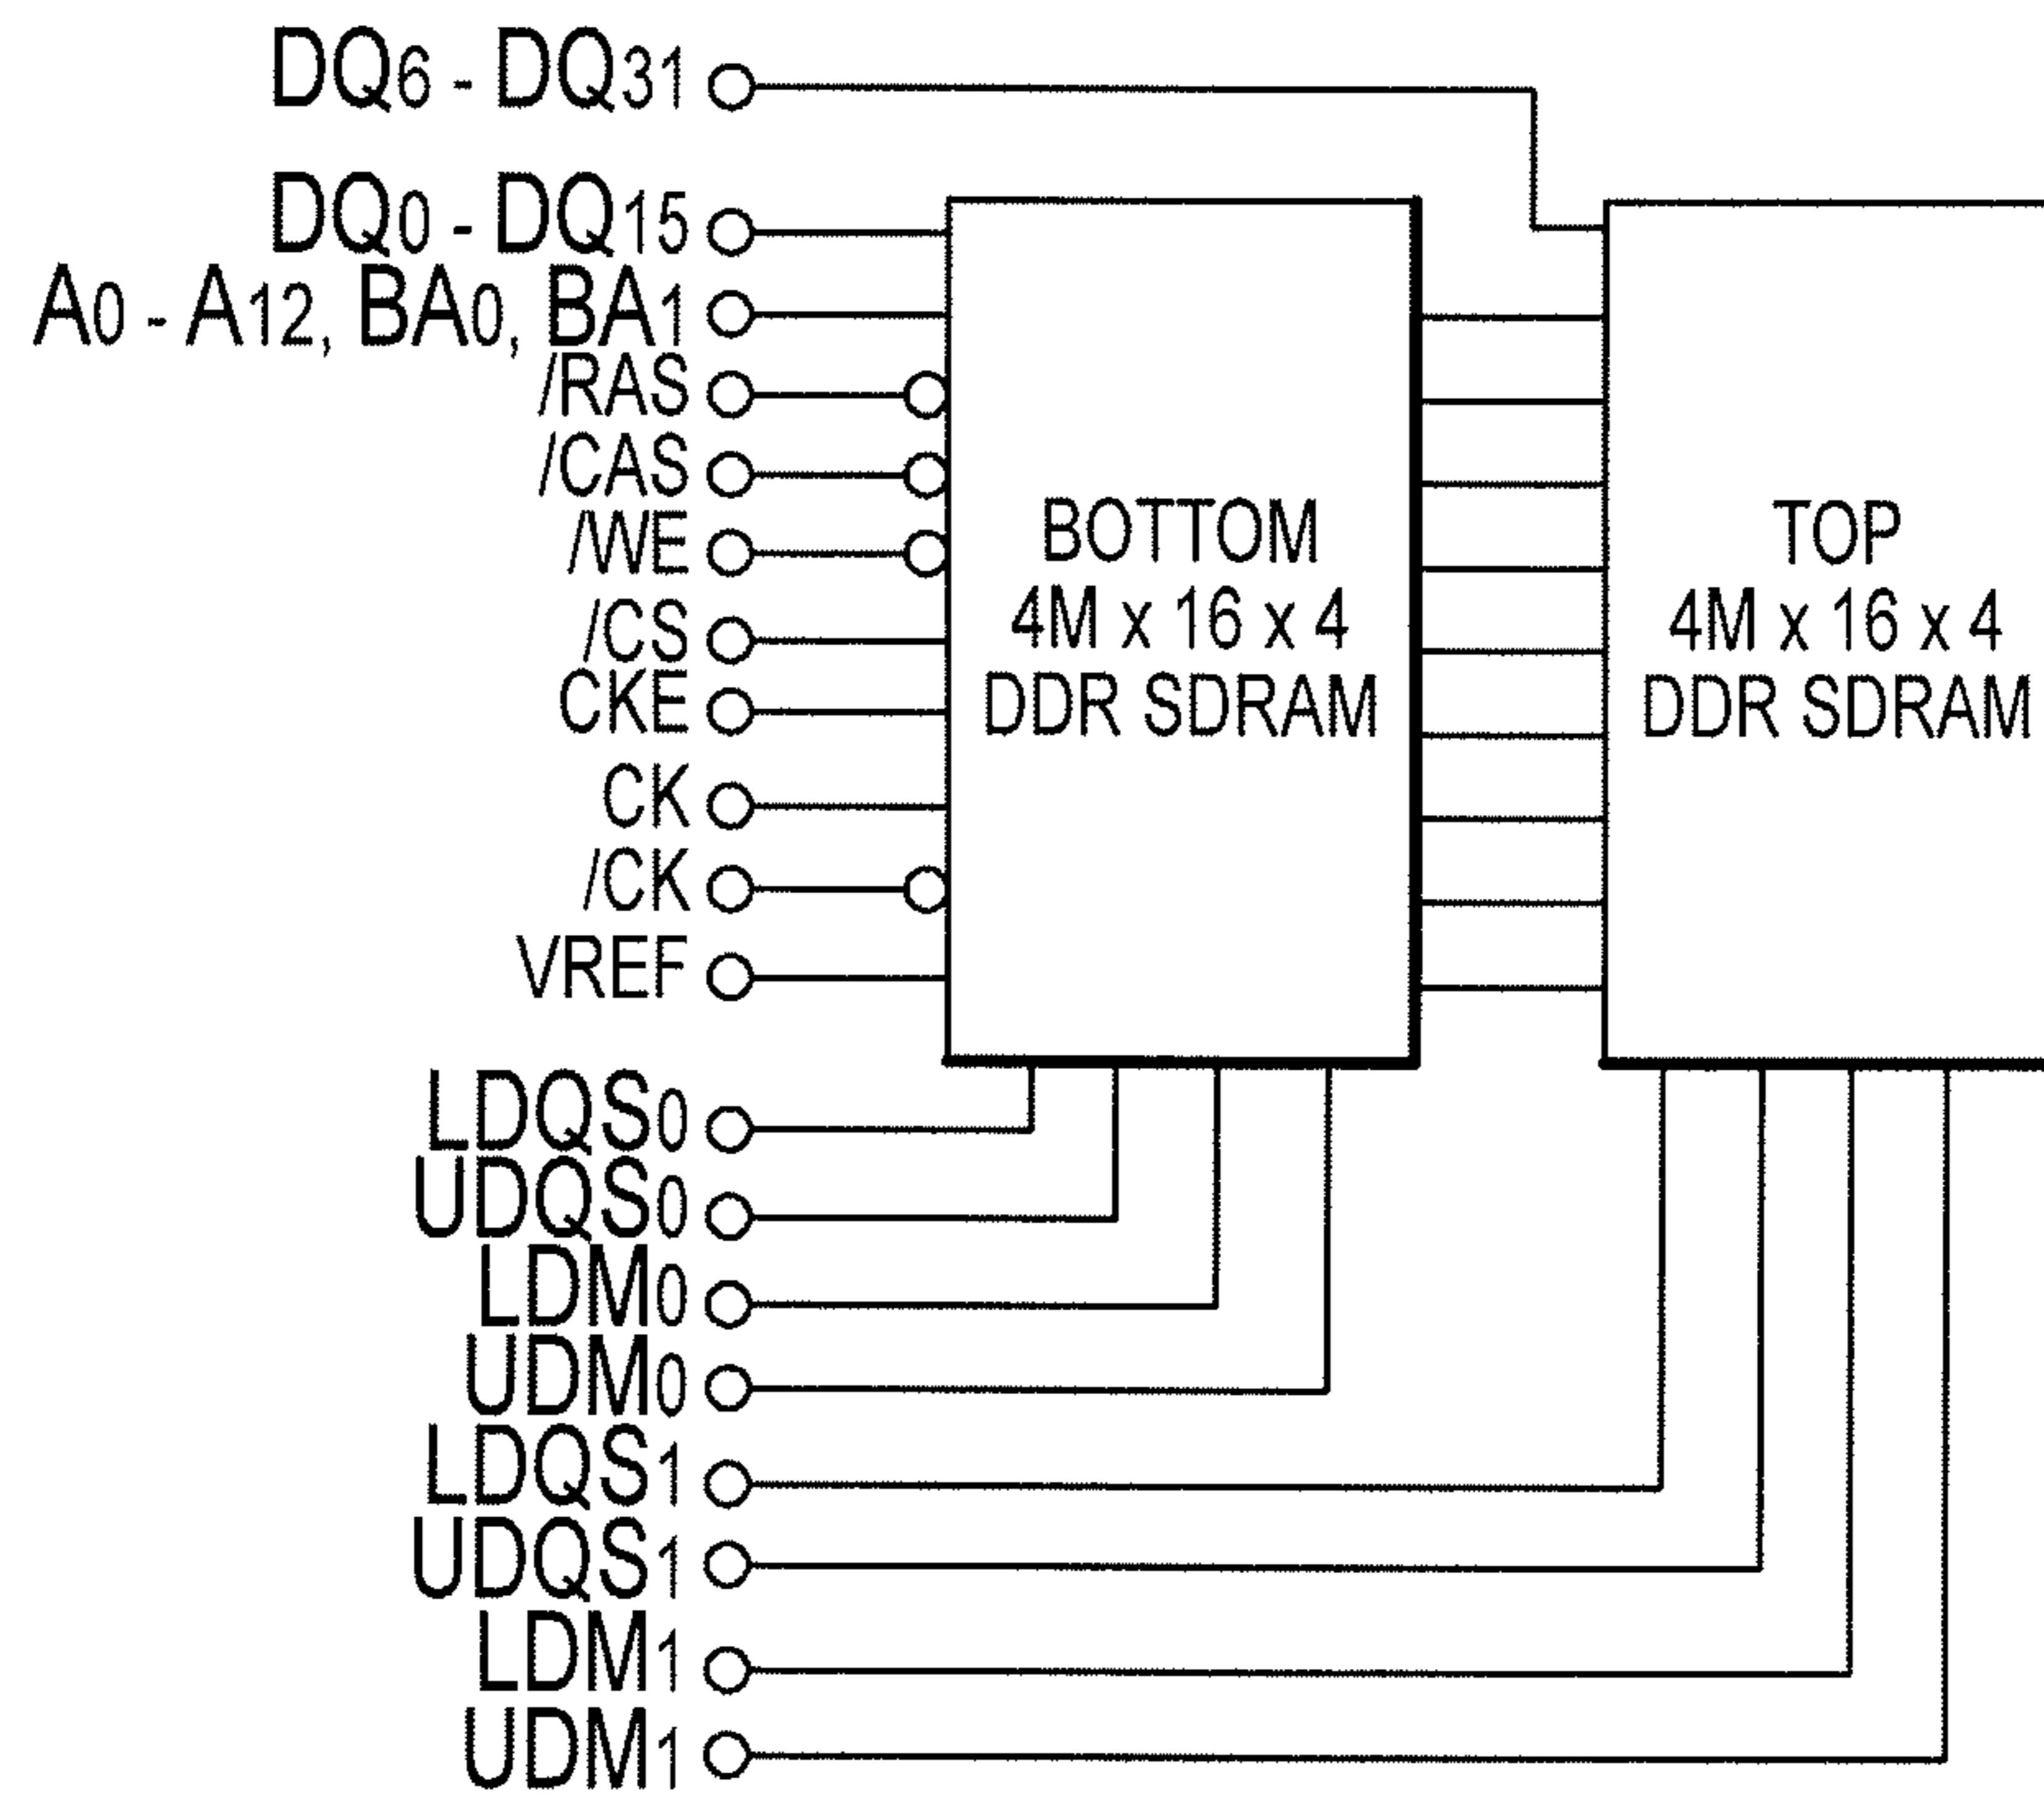 DQ6 - DQ31
DQ0 - DQ15
A0 - A12, BA0, BA1
/RAS
/CAS
/WE
/CS
CKE
CK
/CK
VREF
BOTTOM
4M x 16 x 4
DDR SDRAM
TOP
4M x 16 x 4
DDR SDRAM
LDQS0
UDQS0
LDM0
UDM0
LDQS1
UDQS1
LDM1
UDM1